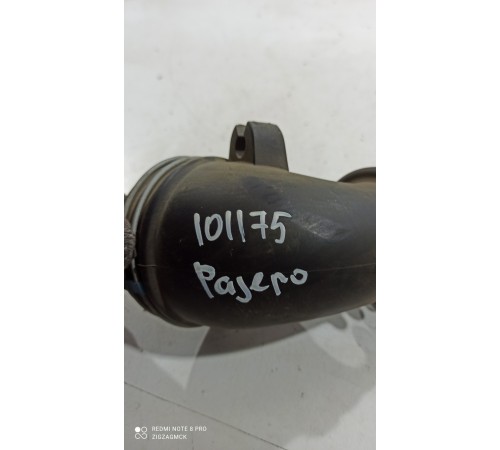 101175
Pajero
REDMI NOTE 8 PRO
ZIGZAGMCK